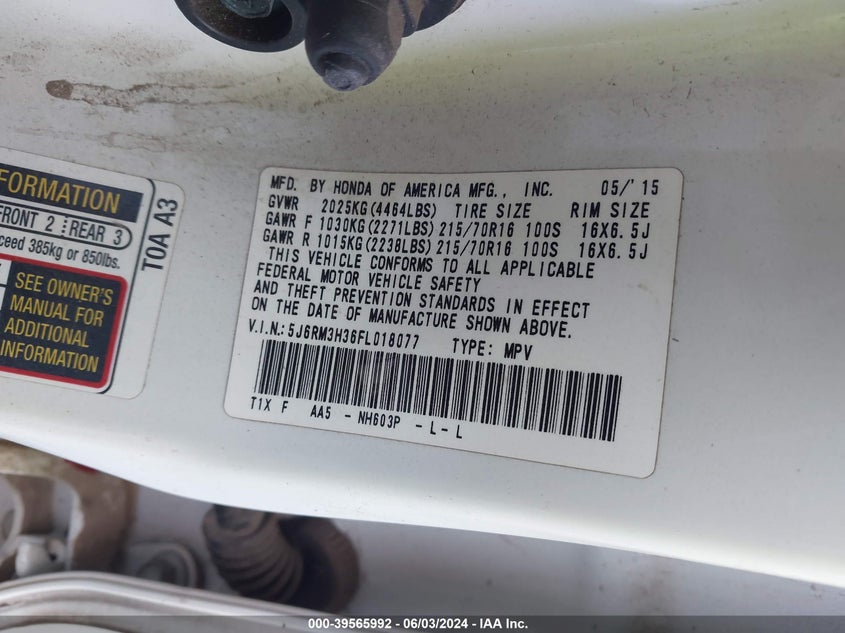 FORMATION
FRONT 2 REAR 3
ceed 385kg or 850lbs.
SEE OWNER'S
MANUAL FOR
ADDITIONAL
INFORMATION
T0A A3
MFD. BY HONDA OF AMERICA MFG., INC. 05/'15
GVWR 2025KG(4464LBS) TIRE SIZE RIM SIZE
GAWR F 1030KG(2271LBS) 215/70R16 100S 16X6.5J
GAWR R 1015KG(2238LBS) 215/70R16 100S 16X6.5J
THIS VEHICLE CONFORMS TO ALL APPLICABLE
FEDERAL MOTOR VEHICLE SAFETY
AND THEFT PREVENTION STANDARDS IN EFFECT
ON THE DATE OF MANUFACTURE SHOWN ABOVE.
V.I.N.:5J6RM3H36FL018077 TYPE: MPV
T1X F AA5 - NH603P - L - L
000-39565992 - 06/03/2024 - IAA Inc.